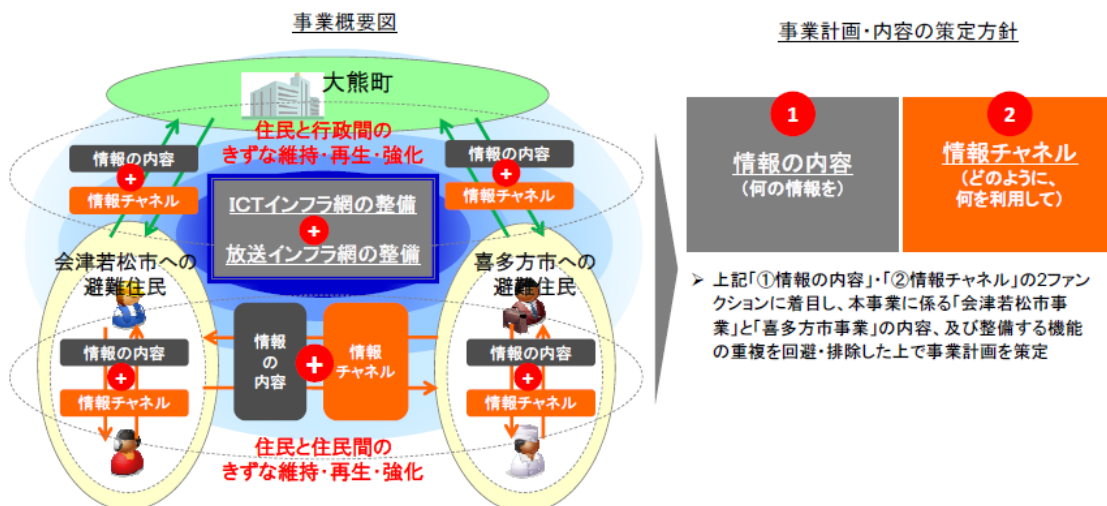 事業概要図
大熊町
住民と行政間の
きずな維持・再生・強化
情報の内容
+
情報チャネル
情報の内容
+
情報チャネル
ICTインフラ網の整備
+
放送インフラ網の整備
会津若松市への
避難住民
喜多方市への
避難住民
情報の内容
+
情報チャネル
情報
の
内容
+
情報
チャネル
情報の内容
+
情報チャネル
住民と住民間の
きずな維持・再生・強化
事業計画・内容の策定方針
1
情報の内容
(何の情報を)
2
情報チャネル
(どのように、
何を利用して)
➢ 上記「①情報の内容」・「②情報チャネル」の2ファン
クションに着目し、本事業に係る「会津若松市事
業」と「喜多方市事業」の内容、及び整備する機能
の重複を回避・排除した上で事業計画を策定